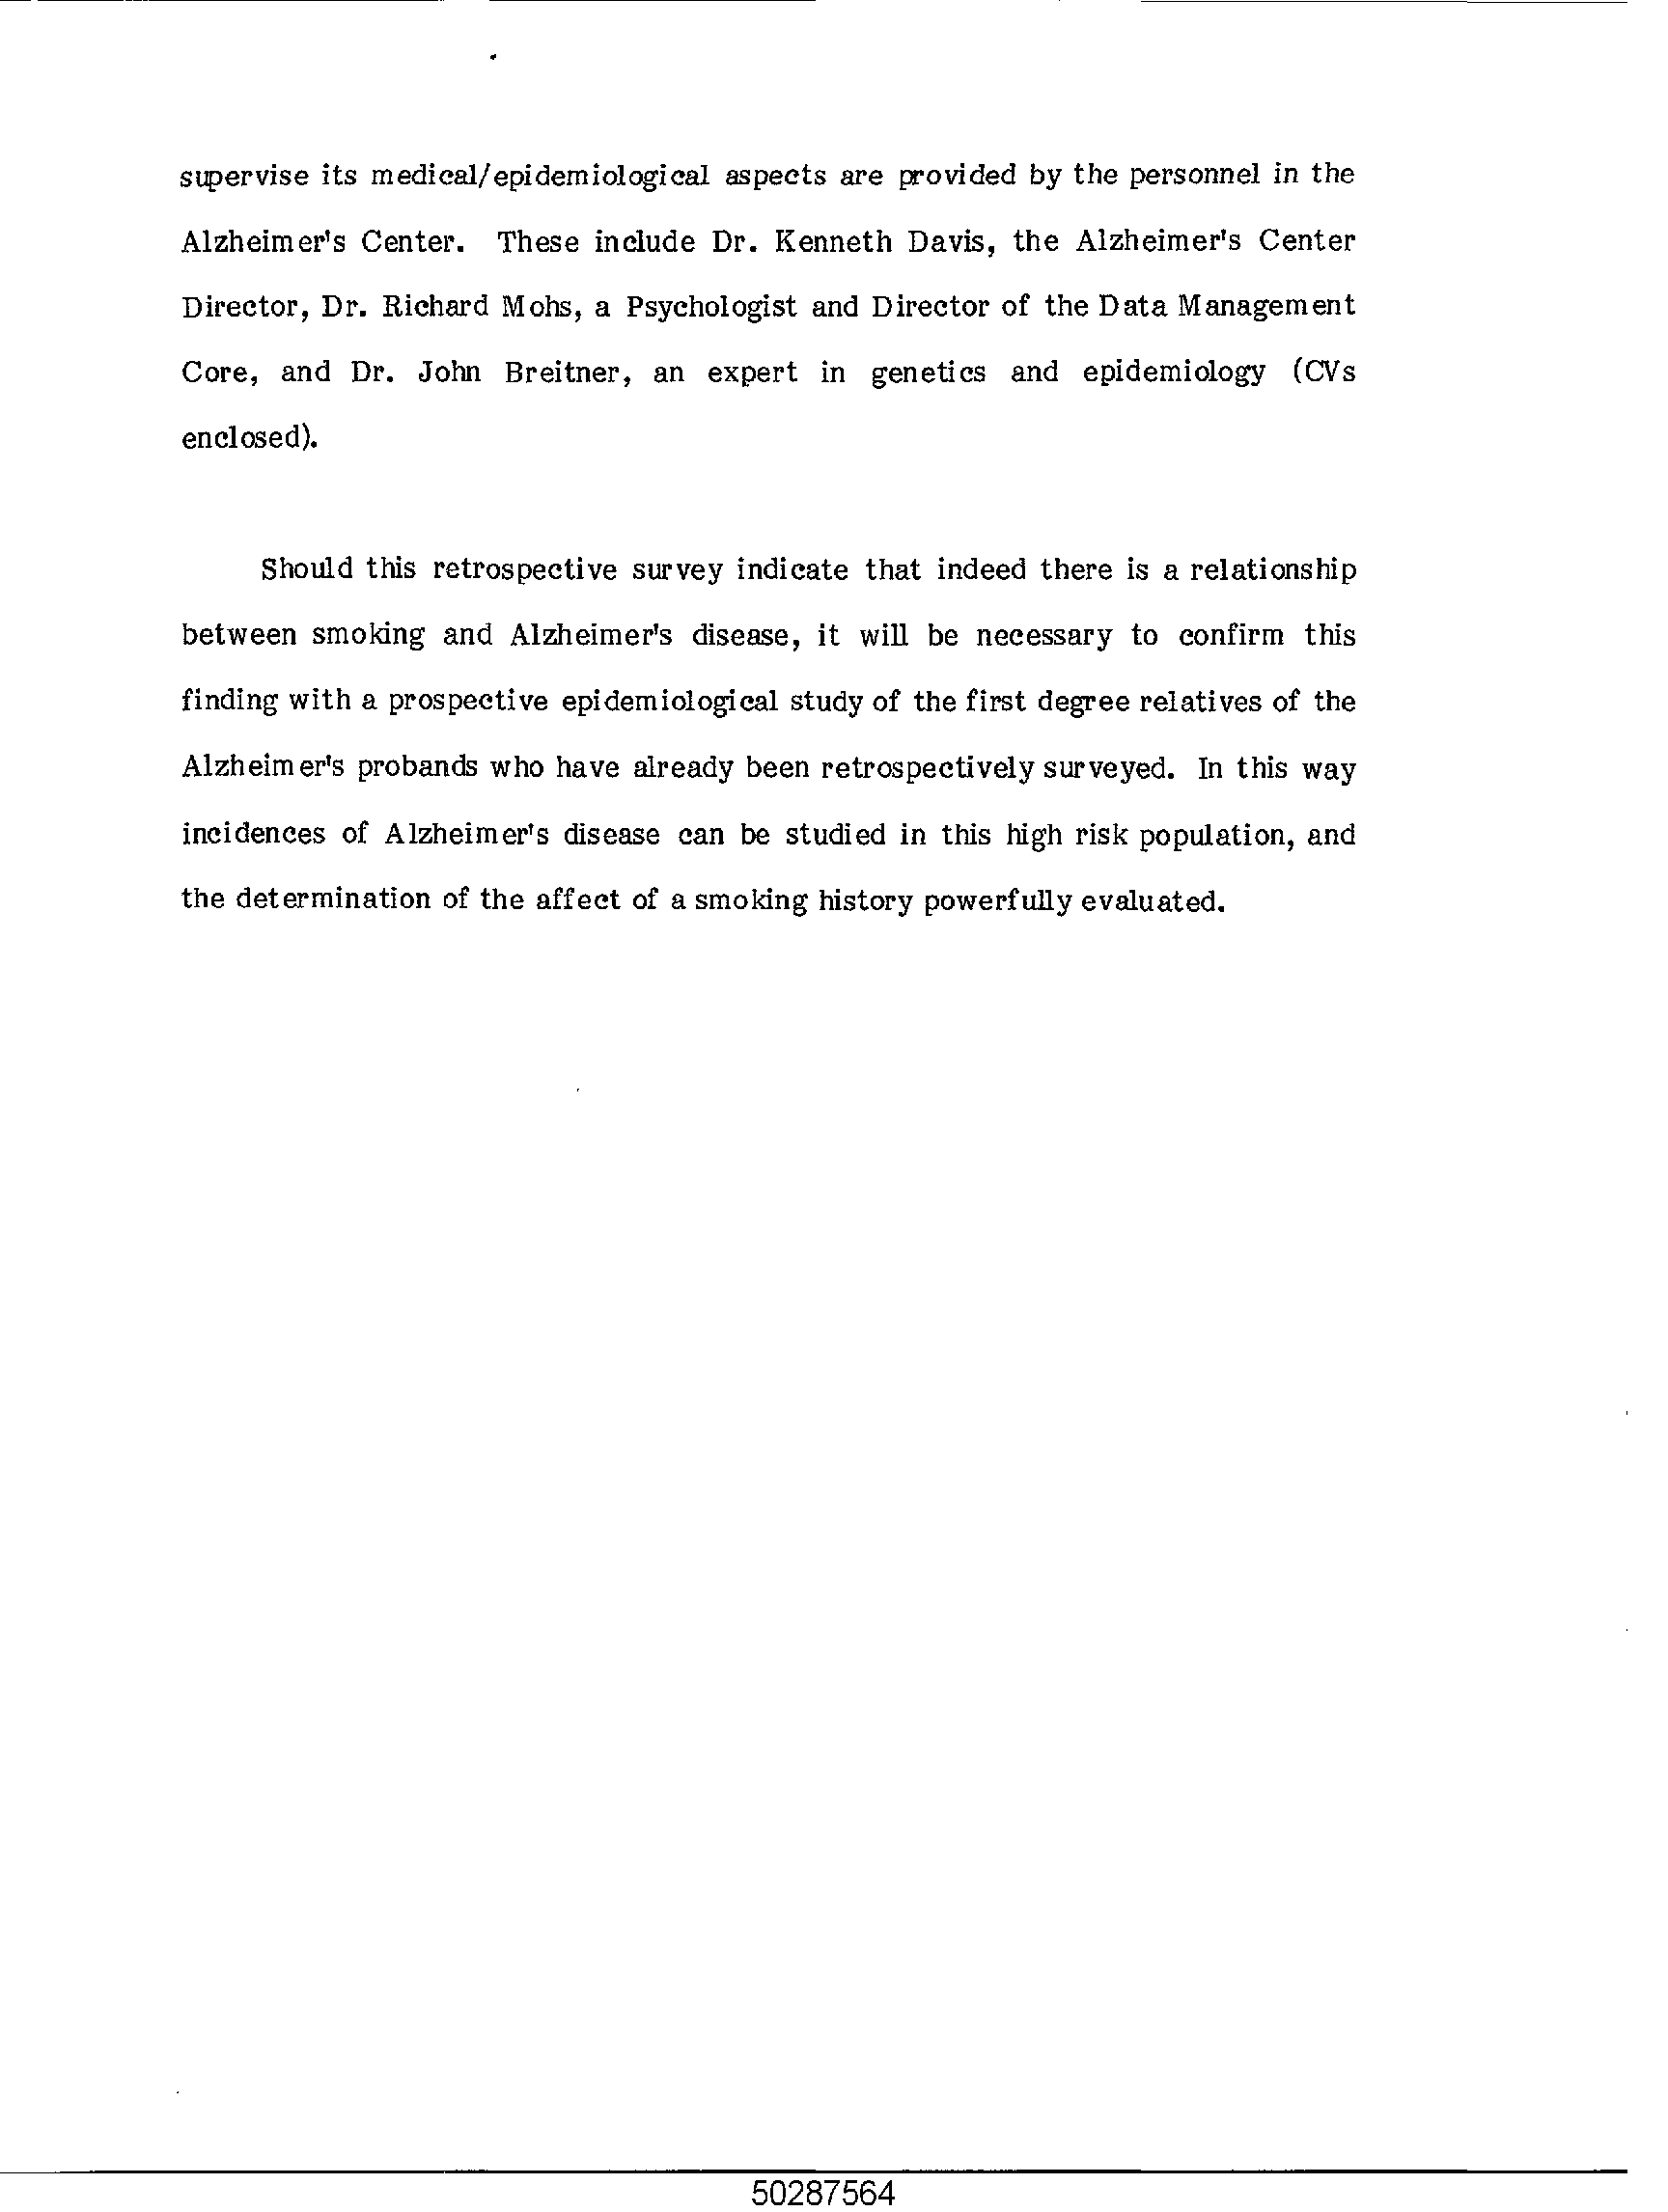 supervise its medical/epidemiological aspects are provided by the personnel in the
Alzheimer's Center. These include Dr. Kenneth Davis, the Alzheimer's Center
Director, Dr. Richard Mohs, a Psychologist and Director of the Data Management
Core, and Dr. John Breitner, an expert in genetics and epidemiology (CVs
enclosed).
Should this retrospective survey indicate that indeed there is a relationship
between smoking and Alzheimer's disease, it will be necessary to confirm this
finding with a prospective epidemiological study of the first degree relatives of the
Alzheimer's probands who have already been retrospectively surveyed. In this way
incidences of Alzheimer's disease can be studied in this high risk population, and
the determination of the affect of a smoking history powerfully evaluated.
50287564